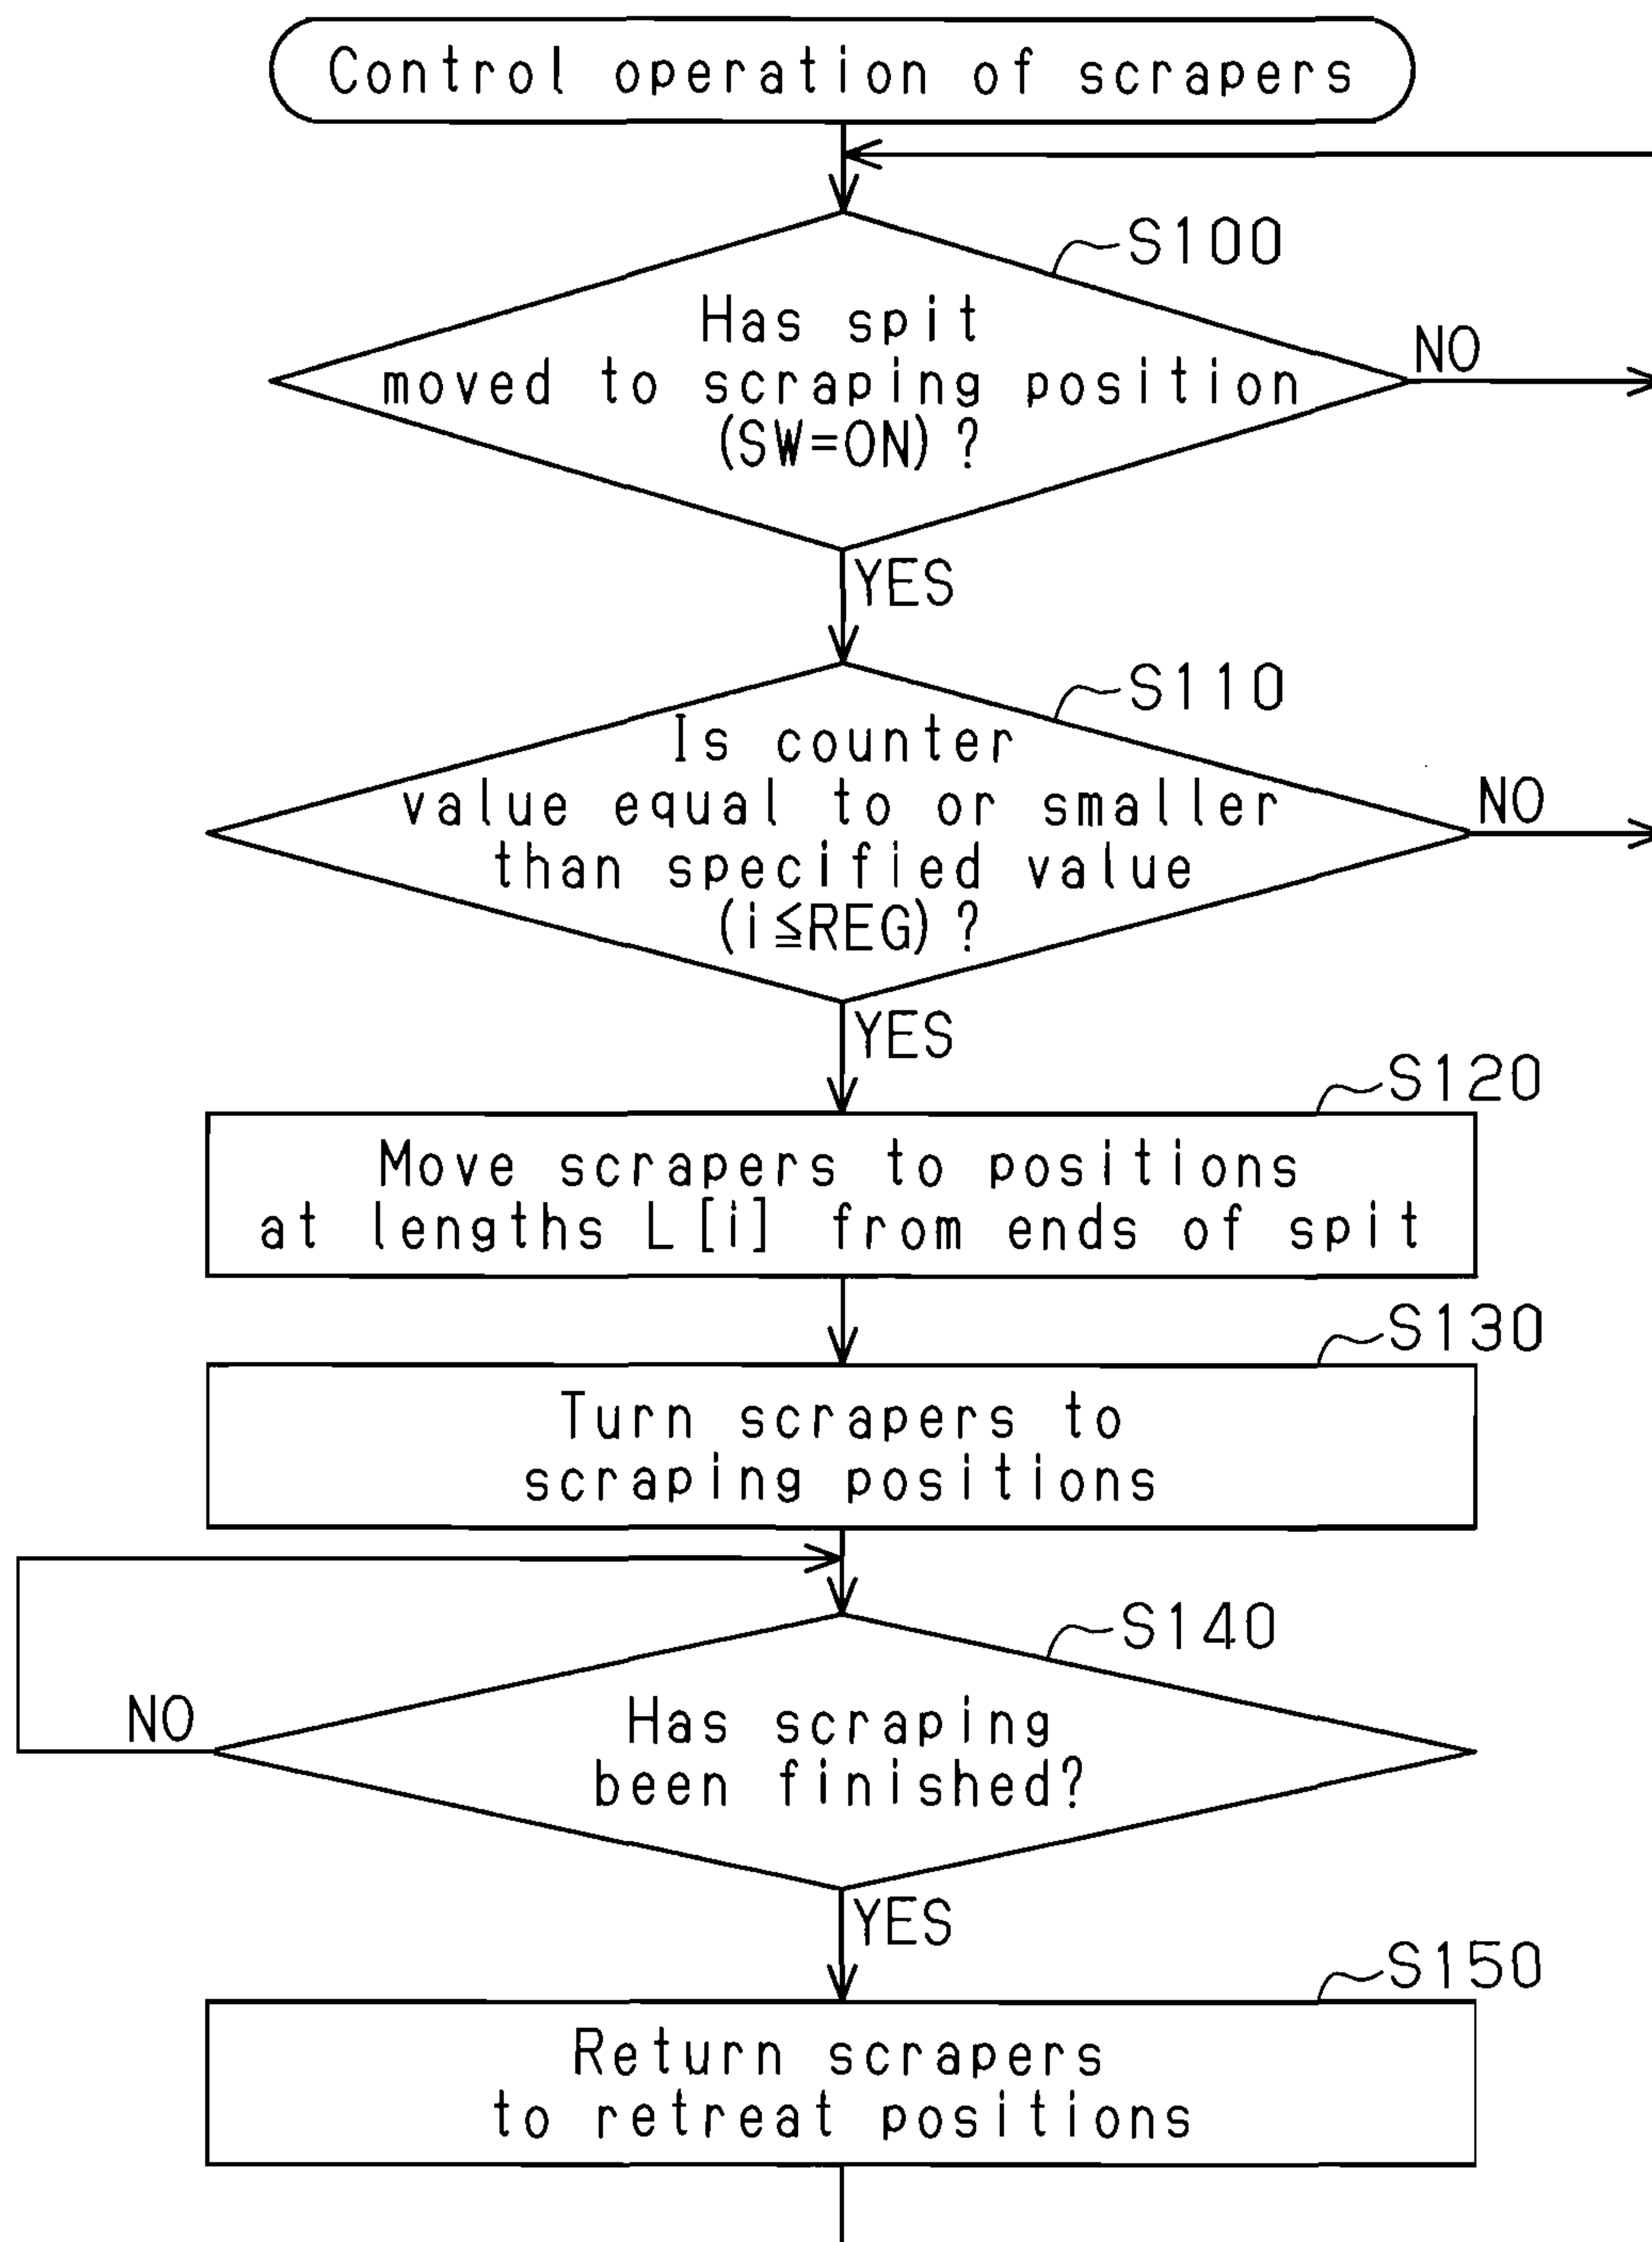 Control operation of scrapers
S100
Has spit
moved to scraping position
(SW=ON)?
NO
YES
S110
Is counter
value equal to or smaller
than specified value
(i≦REG)?
NO
YES
S120
Move scrapers to positions
at lengths L[i] from ends of spit
S130
Turn scrapers to
scraping positions
S140
Has scraping
been finished?
NO
YES
S150
Return scrapers
to retreat positions